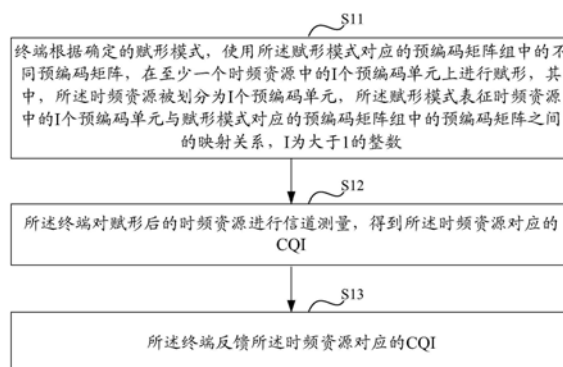 S11
终端根据确定的赋形模式，使用所述赋形模式对应的预编码矩阵组中的不
同预编码矩阵，在至少一个时频资源中的I个预编码单元上进行赋形，其
中，所述时频资源被划分为I个预编码单元，所述赋形模式表征时频资源
中的I个预编码单元与赋形模式对应的预编码矩阵组中的预编码矩阵之间
的映射关系，I为大于1的整数
S12
所述终端对赋形后的时频资源进行信道测量，得到所述时频资源对应的
CQI
S13
所述终端反馈所述时频资源对应的CQI